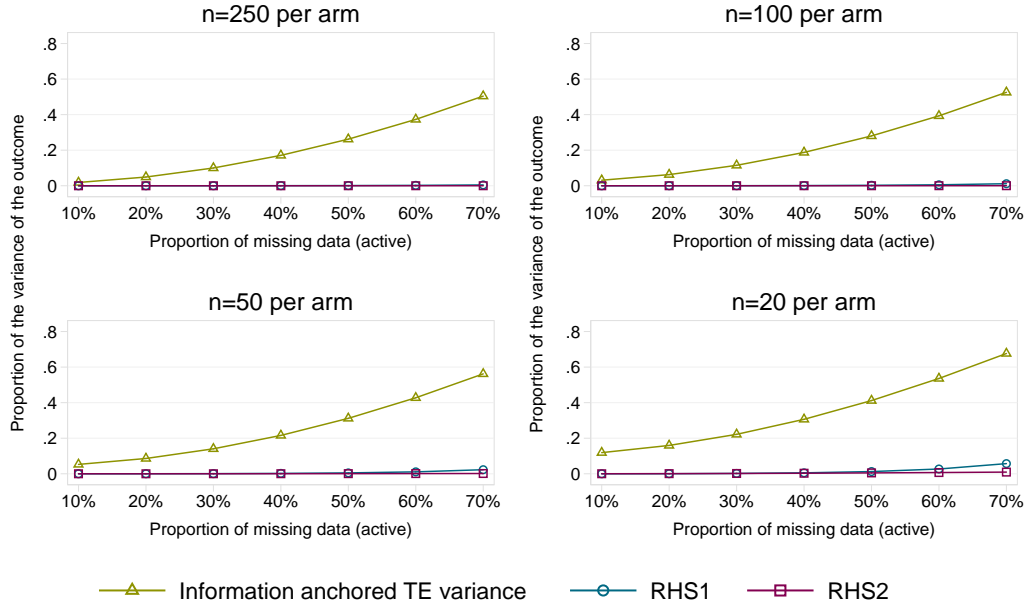 n=250 per arm
n=100 per arm
Proportion of the variance of the outcome
.8
.6
.4
.2
0
10% 20% 30% 40% 50% 60% 70%
Proportion of missing data (active)
Proportion of the variance of the outcome
.8
.6
.4
.2
0
10% 20% 30% 40% 50% 60% 70%
Proportion of missing data (active)
n=50 per arm
.8
.6
.4
.2
0
10% 20% 30% 40% 50% 60% 70%
Proportion of missing data (active)
n=20 per arm
.8
.6
.4
.2
0
10% 20% 30% 40% 50% 60% 70%
Proportion of missing data (active)
Information anchored TE variance RHS1 RHS2